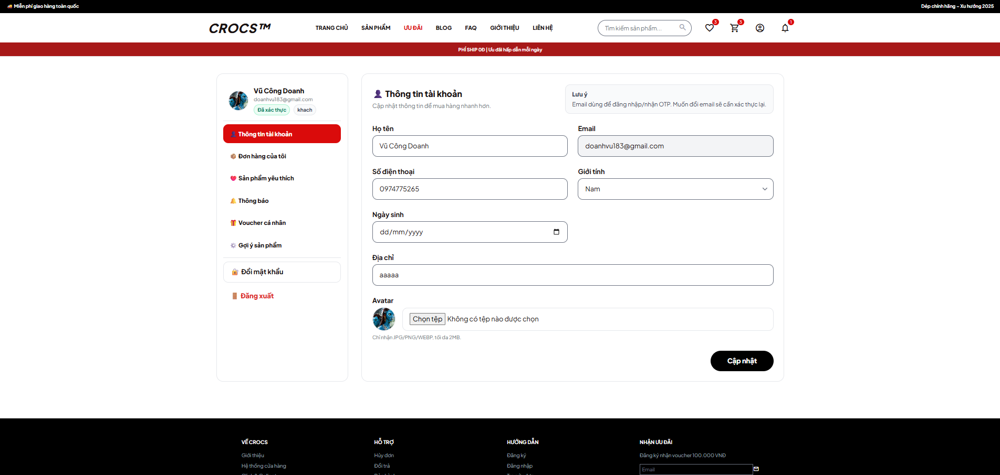 Miễn phí giao hàng toàn quốc
Dép chính hãng – Xu hướng 2025
CROCS™
TRANG CHỦ
SẢN PHẨM
ƯU ĐÃI
BLOG
FAQ
GIỚI THIỆU
LIÊN HỆ
Tìm kiếm sản phẩm...
3
3
1
PHÍ SHIP 0Đ | Ưu đãi hấp dẫn mỗi ngày
Vũ Công Doanh
doanhvu183@gmail.com
Đã xác thực
khach
Thông tin tài khoản
Đơn hàng của tôi
Sản phẩm yêu thích
Thông báo
Voucher cá nhân
Gợi ý sản phẩm
Đổi mật khẩu
Đăng xuất
Thông tin tài khoản
Cập nhật thông tin để mua hàng nhanh hơn.
Lưu ý
Email dùng để đăng nhập/nhận OTP. Muốn đổi email sẽ cần xác thực lại.
Họ tên
Vũ Công Doanh
Email
doanhvu183@gmail.com
Số điện thoại
0974775265
Giới tính
Nam
Ngày sinh
dd/mm/yyyy
Địa chỉ
aaaaa
Avatar
Chọn tệp Không có tệp nào được chọn
Chỉ nhận JPG/PNG/WEBP, tối đa 2MB.
Cập nhật
VỀ CROCS
Giới thiệu
Hệ thống cửa hàng
HỖ TRỢ
Hủy đơn
Đổi trả
HƯỚNG DẪN
Đăng ký
Đăng nhập
NHẬN ƯU ĐÃI
Đăng ký nhận voucher 100.000 VNĐ
Email